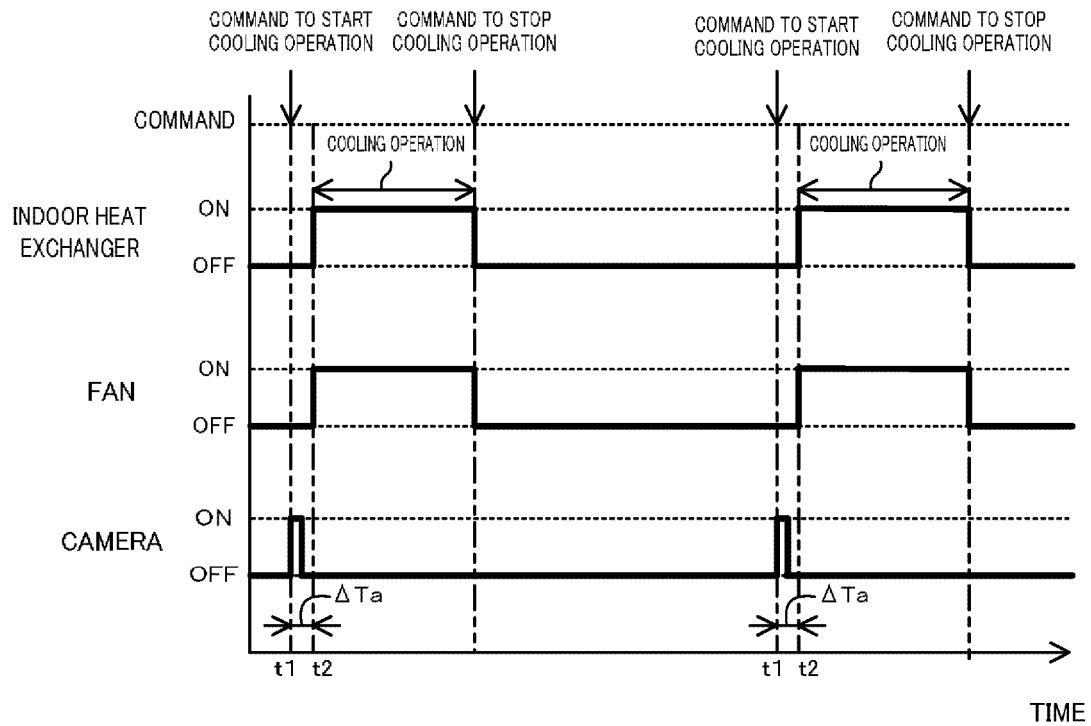 COMMAND TO START
COOLING OPERATION
COMMAND TO STOP
COOLING OPERATION
COMMAND TO START
COOLING OPERATION
COMMAND TO STOP
COOLING OPERATION
COMMAND
COOLING OPERATION
COOLING OPERATION
INDOOR HEAT
EXCHANGER
ON
OFF
FAN
ON
OFF
CAMERA
ON
OFF
ΔTa
ΔTa
t1 t2
t1 t2
TIME